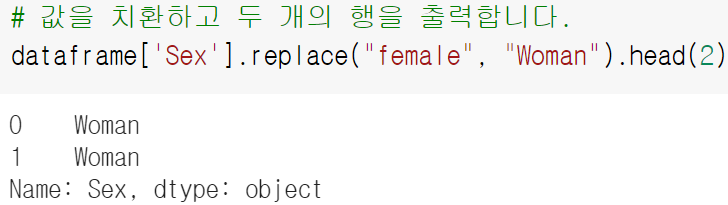 # 값을 치환하고 두 개의 행을 출력합니다.
dataframe['Sex'].replace("female", "Woman").head(2)
0    Woman
1    Woman
Name: Sex, dtype: object